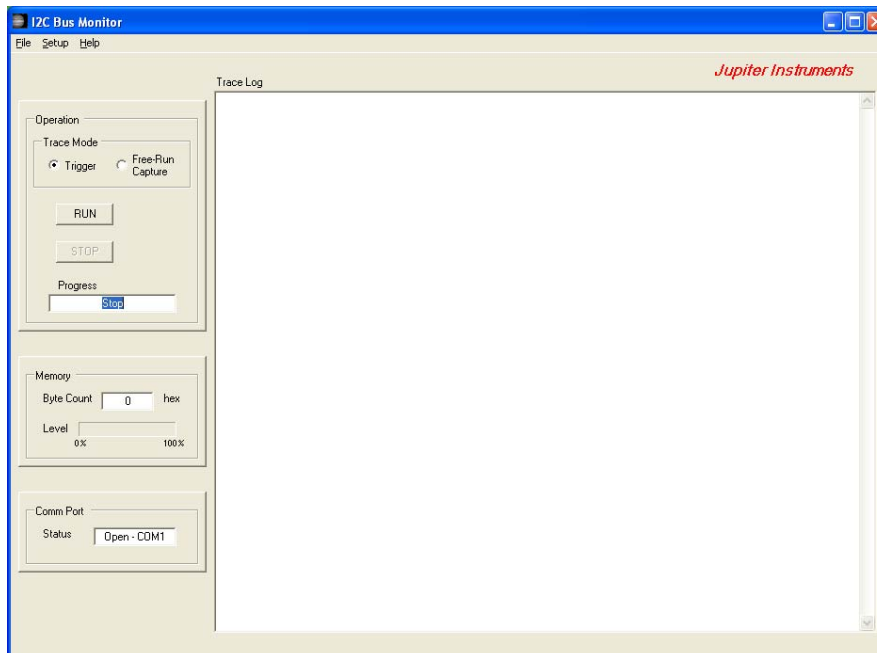 I2C Bus Monitor
File Setup Help
Jupiter Instruments
Trace Log
Operation
Trace Mode
Trigger
Free-Run
Capture
RUN
STOP
Progress
Stop
Memory
Byte Count 0 hex
Level
0% 100%
Comm Port
Status Open - COM1